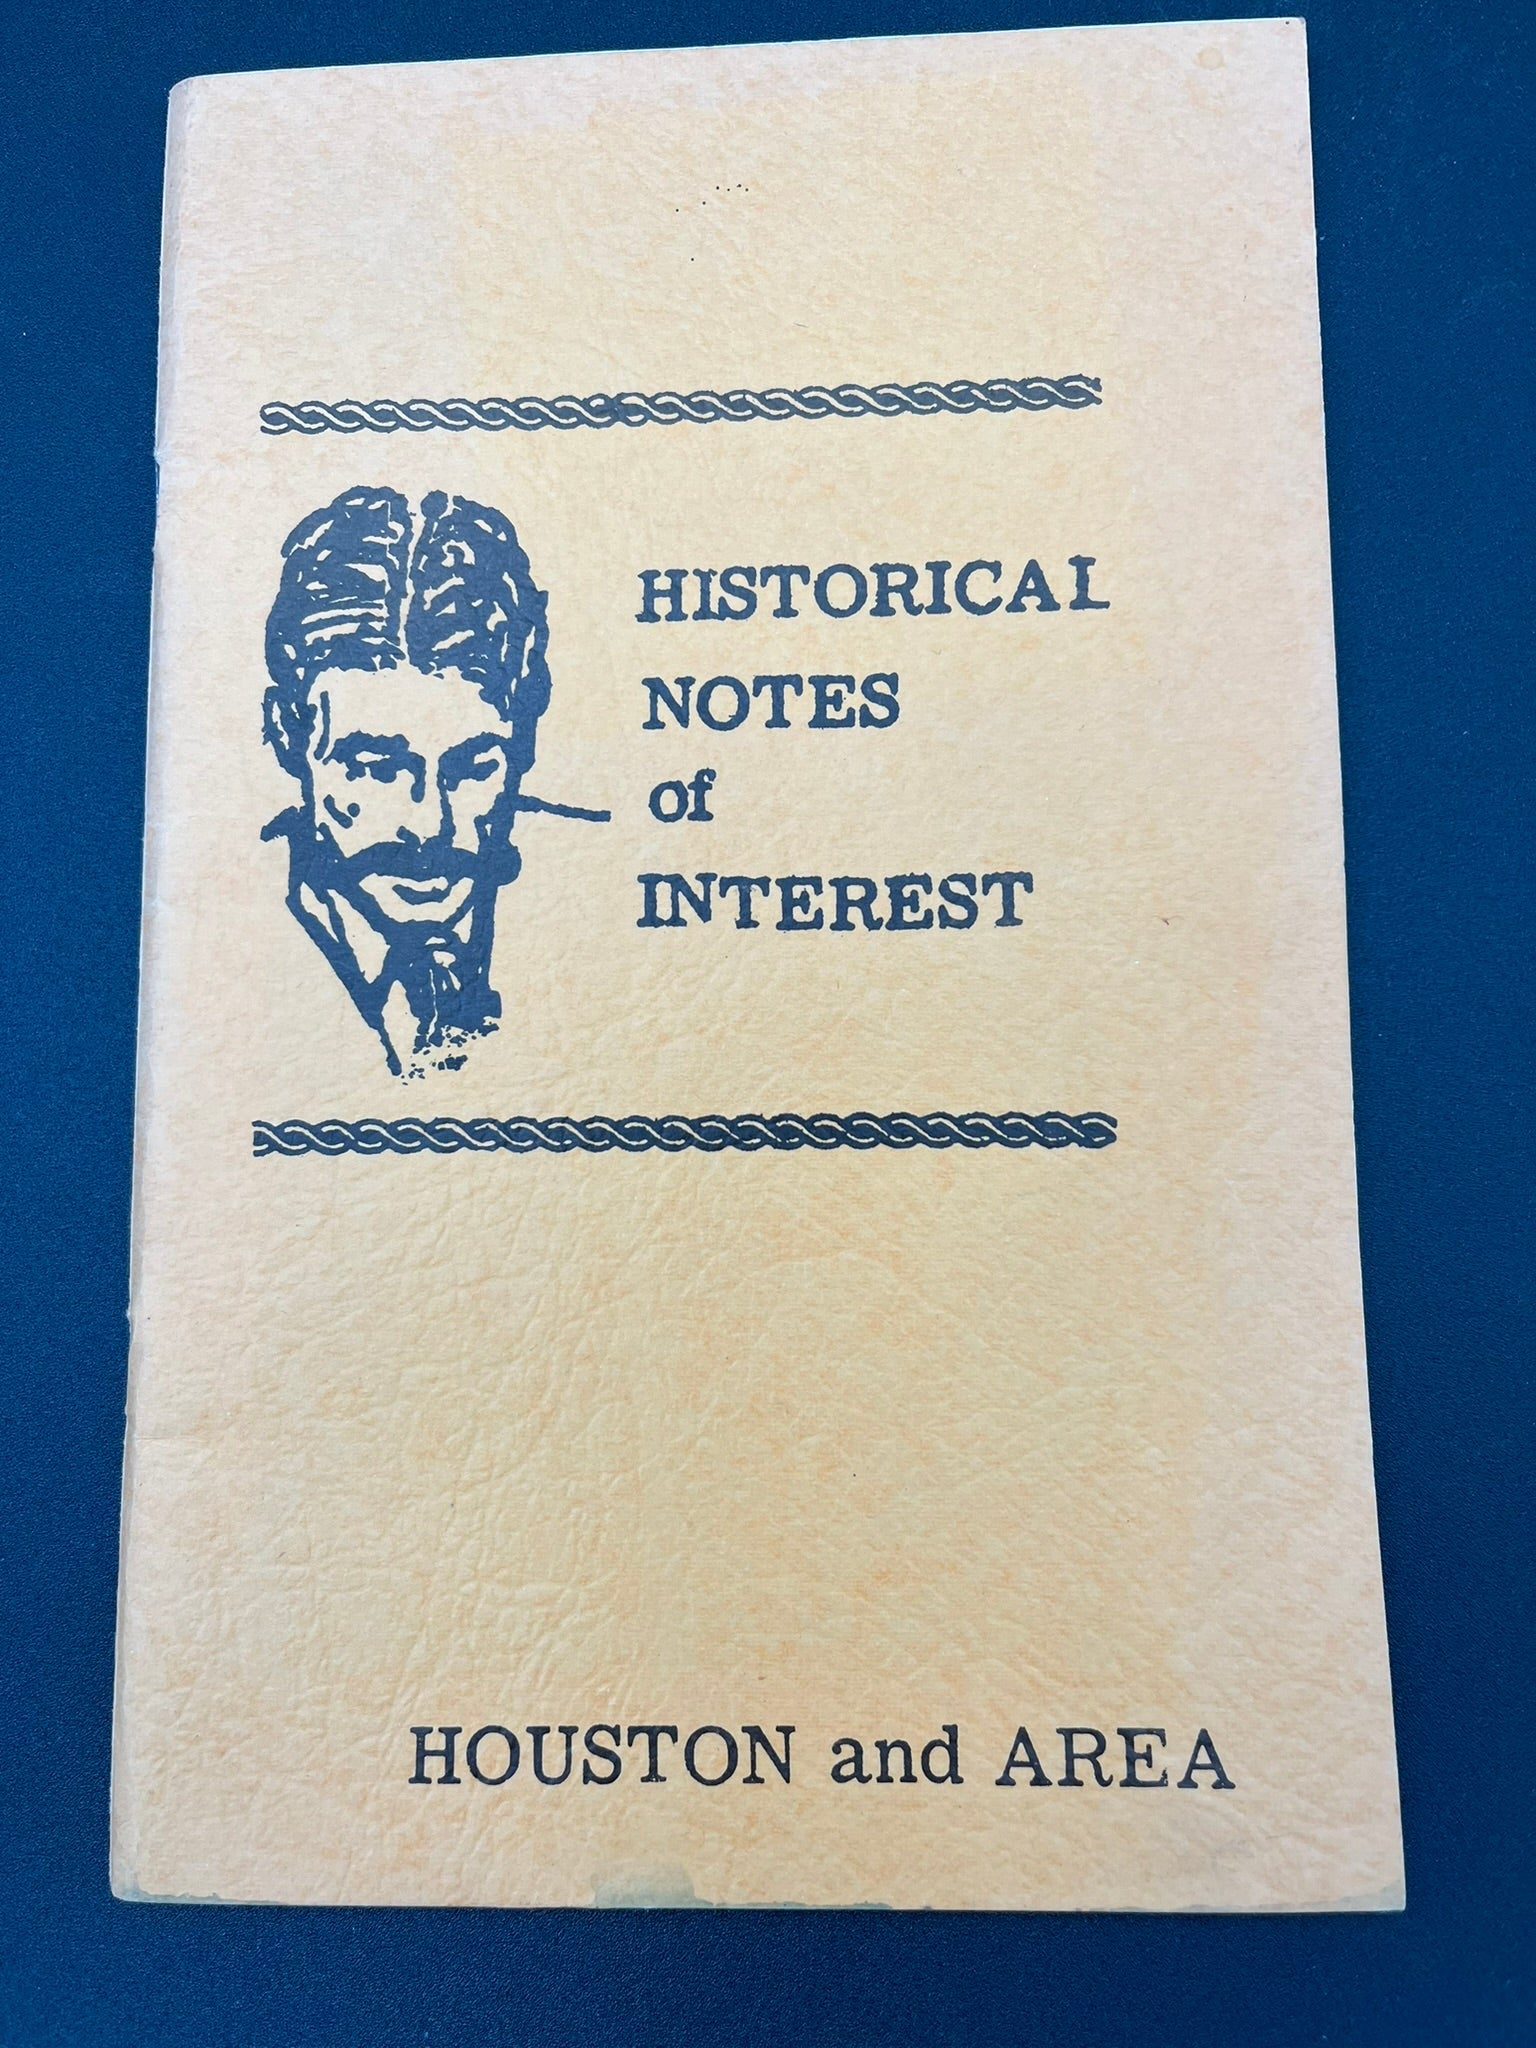 HISTORICAL
NOTES
of
INTEREST
HOUSTON and AREA